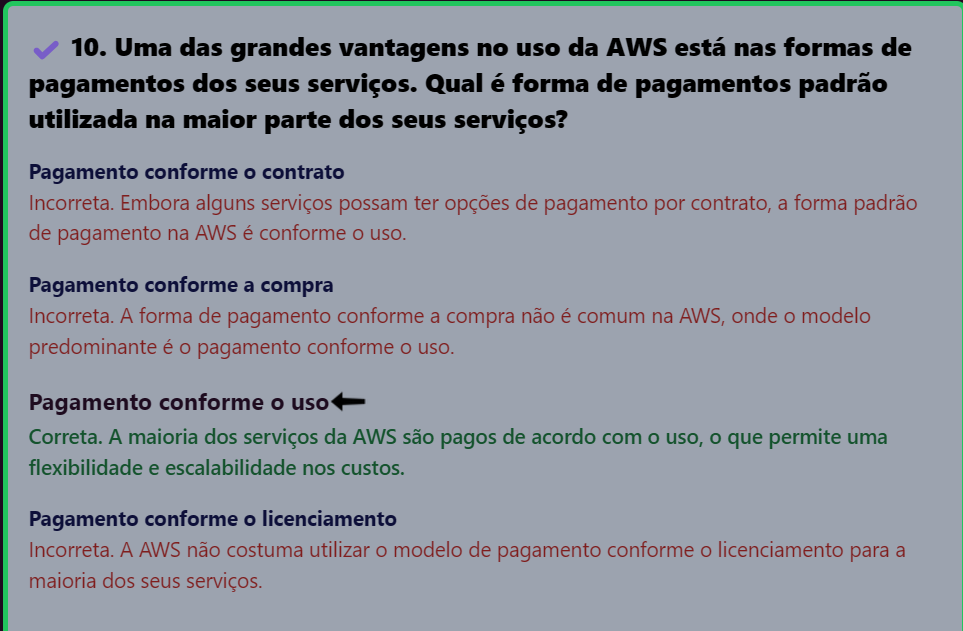 10. Uma das grandes vantagens no uso da AWS está nas formas de
pagamentos dos seus serviços. Qual é forma de pagamentos padrão
utilizada na maior parte dos seus serviços?
Pagamento conforme o contrato
Incorreta. Embora alguns serviços possam ter opções de pagamento por contrato, a forma padrão
de pagamento na AWS é conforme o uso.
Pagamento conforme a compra
Incorreta. A forma de pagamento conforme a compra não é comum na AWS, onde o modelo
predominante é o pagamento conforme o uso.
Pagamento conforme o uso
Correta. A maioria dos serviços da AWS são pagos de acordo com o uso, o que permite uma
flexibilidade e escalabilidade nos custos.
Pagamento conforme o licenciamento
Incorreta. A AWS não costuma utilizar o modelo de pagamento conforme o licenciamento para a
maioria dos seus serviços.